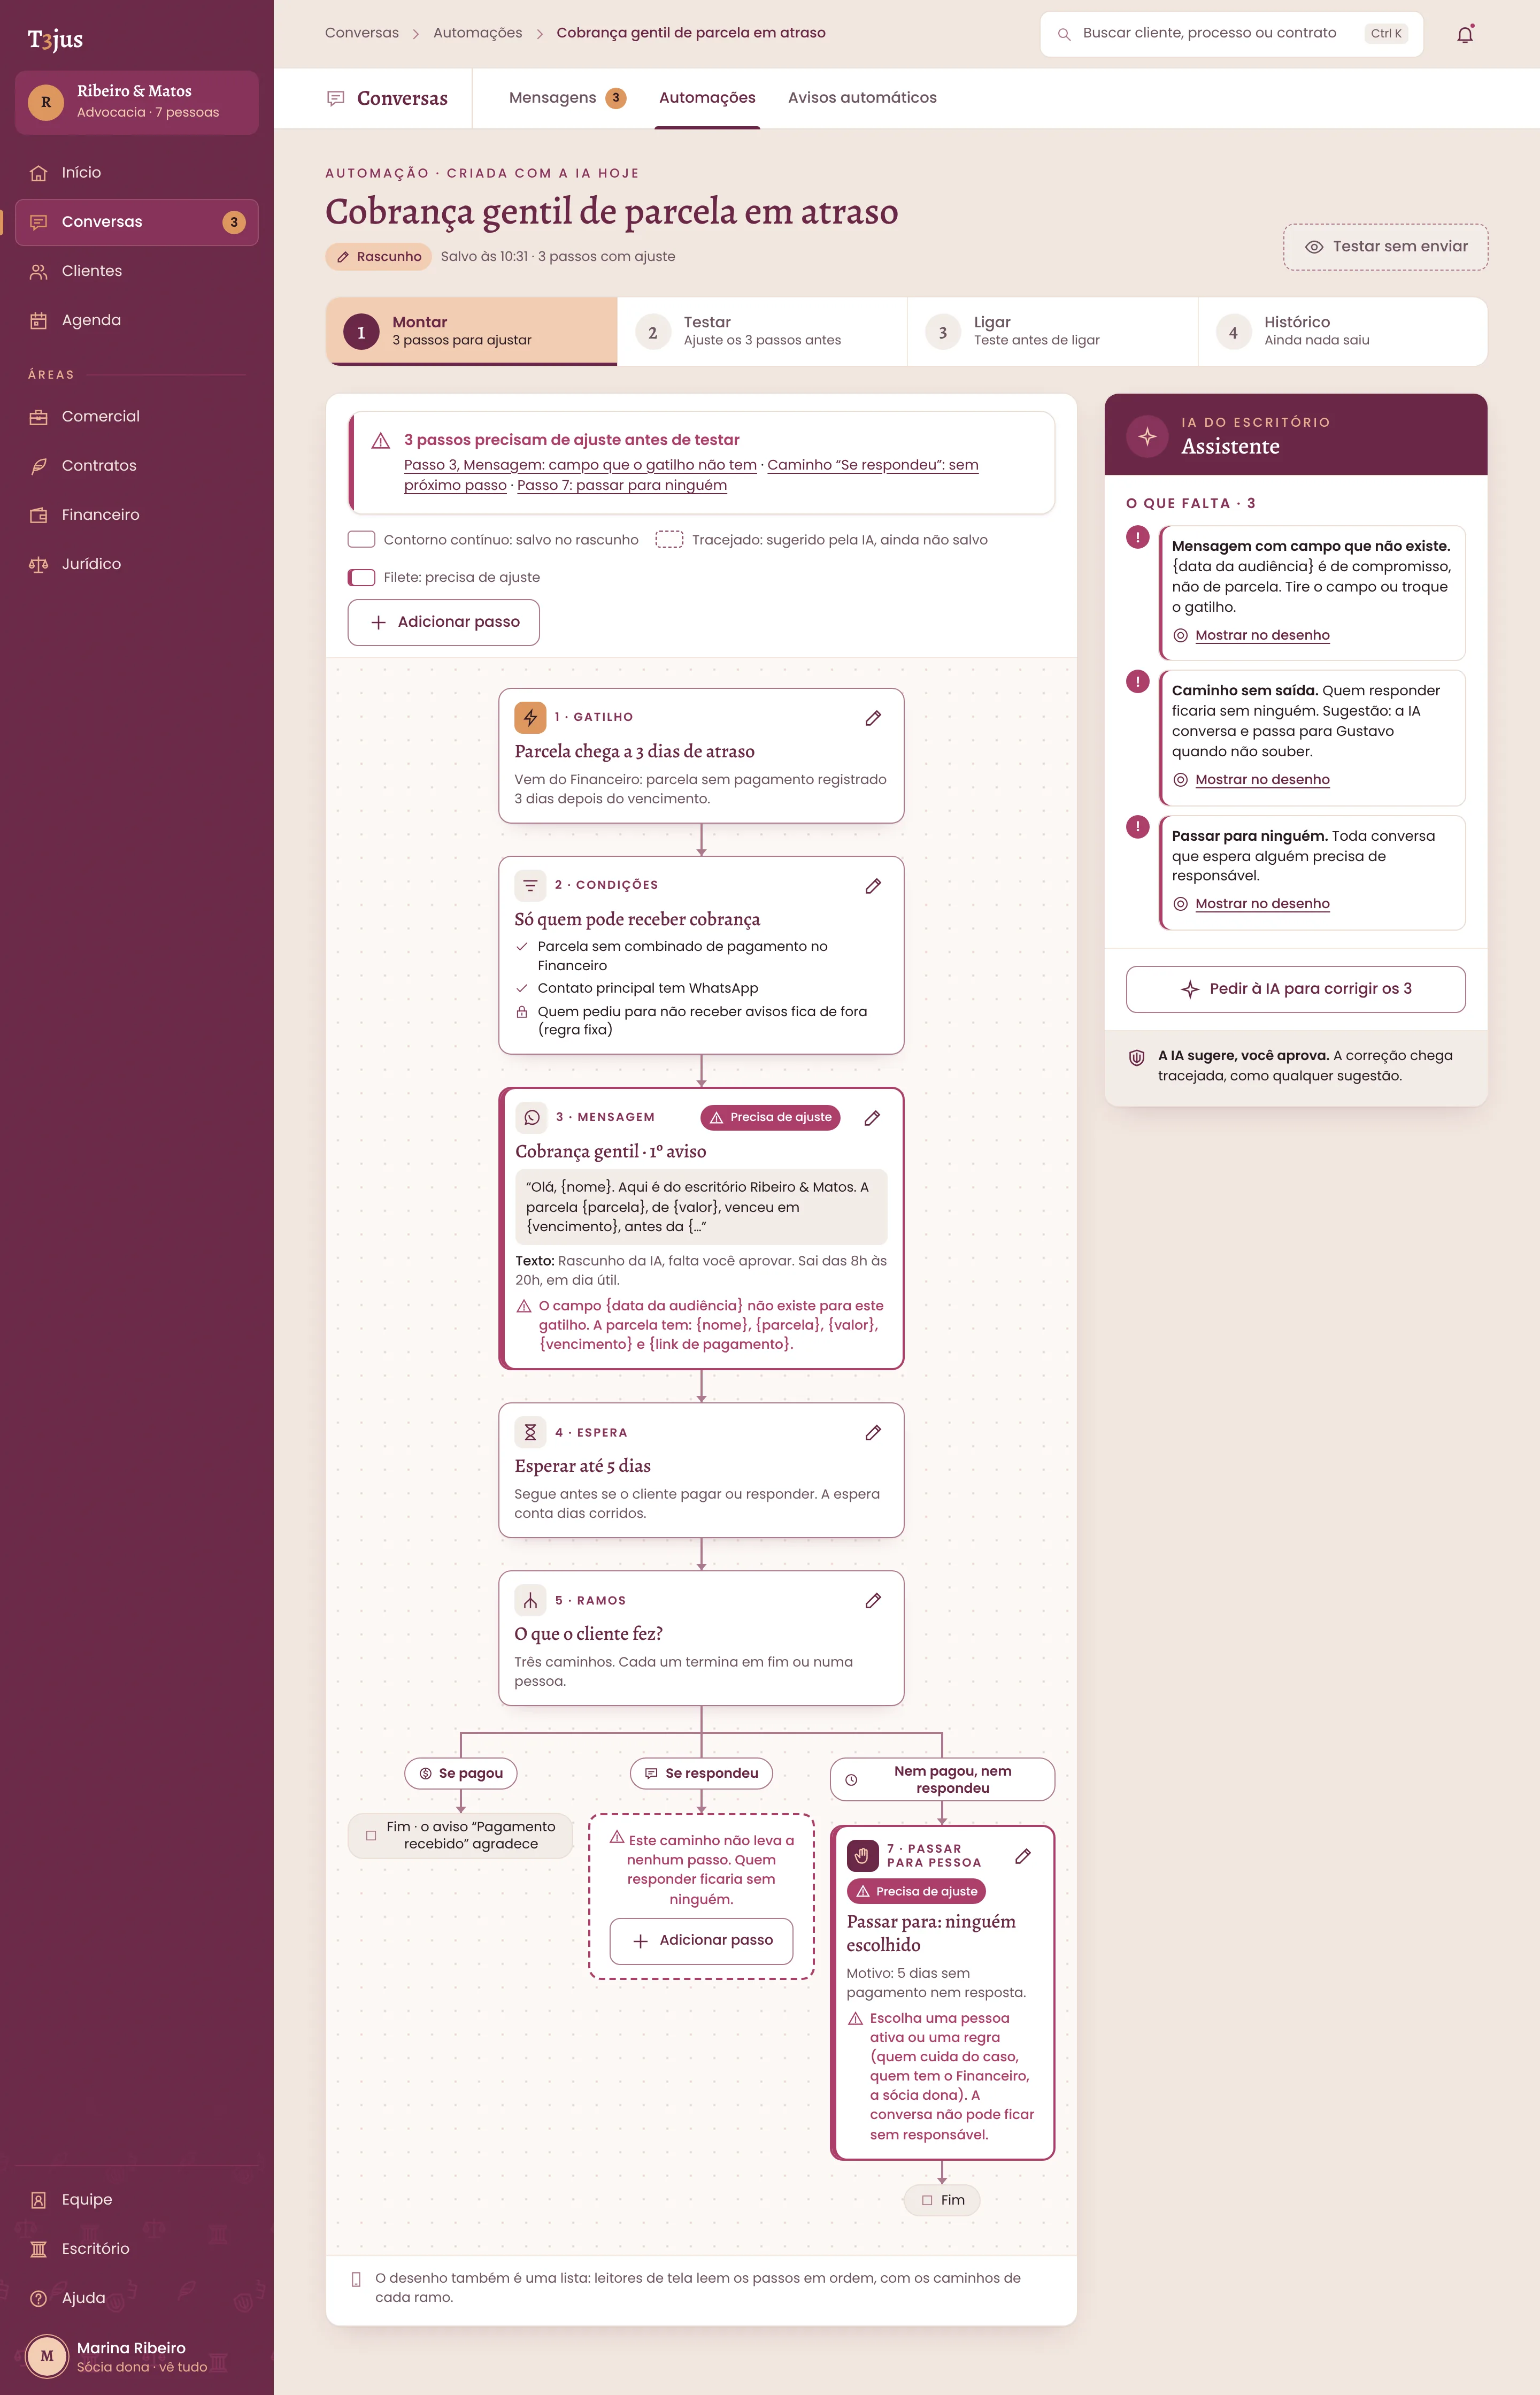 T3jus
R
Ribeiro & Matos
Advocacia · 7 pessoas
Início
Conversas
3
Clientes
Agenda
ÁREAS
Comercial
Contratos
Financeiro
Jurídico
Equipe
Escritório
Ajuda
M
Marina Ribeiro
Sócia dona · vê tudo
Conversas
Automações
Cobrança gentil de parcela em atraso
Buscar cliente, processo ou contrato
Ctrl K
Conversas
Mensagens 3
Automações
Avisos automáticos
AUTOMAÇÃO · CRIADA COM A IA HOJE
Cobrança gentil de parcela em atraso
Rascunho
Salvo às 10:31 · 3 passos com ajuste
Testar sem enviar
1
Montar
3 passos para ajustar
2
Testar
Ajuste os 3 passos antes
3
Ligar
Teste antes de ligar
4
Histórico
Ainda nada saiu
3 passos precisam de ajuste antes de testar
Passo 3, Mensagem: campo que o gatilho não tem · Caminho “Se respondeu”: sem
próximo passo · Passo 7: passar para ninguém
Contorno contínuo: salvo no rascunho
Tracejado: sugerido pela IA, ainda não salvo
Filete: precisa de ajuste
Adicionar passo
1 · GATILHO
Parcela chega a 3 dias de atraso
Vem do Financeiro: parcela sem pagamento registrado
3 dias depois do vencimento.
2 · CONDIÇÕES
Só quem pode receber cobrança
Parcela sem combinado de pagamento no
Financeiro
Contato principal tem WhatsApp
Quem pediu para não receber avisos fica de fora
(regra fixa)
3 · MENSAGEM
Precisa de ajuste
Cobrança gentil · 1º aviso
“Olá, {nome}. Aqui é do escritório Ribeiro & Matos. A
parcela {parcela}, de {valor}, venceu em
{vencimento}, antes da {…”
Texto: Rascunho da IA, falta você aprovar. Sai das 8h às
20h, em dia útil.
O campo {data da audiência} não existe para este
gatilho. A parcela tem: {nome}, {parcela}, {valor},
{vencimento} e {link de pagamento}.
4 · ESPERA
Esperar até 5 dias
Segue antes se o cliente pagar ou responder. A espera
conta dias corridos.
5 · RAMOS
O que o cliente fez?
Três caminhos. Cada um termina em fim ou numa
pessoa.
Se pagou
Fim · o aviso “Pagamento
recebido” agradece
Se respondeu
Este caminho não leva a
nenhum passo. Quem
responder ficaria sem
ninguém.
Adicionar passo
Nem pagou, nem
respondeu
7 · PASSAR
PARA PESSOA
Precisa de ajuste
Passar para: ninguém
escolhido
Motivo: 5 dias sem
pagamento nem resposta.
Escolha uma pessoa
ativa ou uma regra
(quem cuida do caso,
quem tem o Financeiro,
a sócia dona). A
conversa não pode ficar
sem responsável.
Fim
O desenho também é uma lista: leitores de tela leem os passos em ordem, com os caminhos de
cada ramo.
IA DO ESCRITÓRIO
Assistente
O QUE FALTA · 3
!
Mensagem com campo que não existe.
{data da audiência} é de compromisso,
não de parcela. Tire o campo ou troque
o gatilho.
Mostrar no desenho
!
Caminho sem saída. Quem responder
ficaria sem ninguém. Sugestão: a IA
conversa e passa para Gustavo
quando não souber.
Mostrar no desenho
!
Passar para ninguém. Toda conversa
que espera alguém precisa de
responsável.
Mostrar no desenho
Pedir à IA para corrigir os 3
A IA sugere, você aprova. A correção chega
tracejada, como qualquer sugestão.